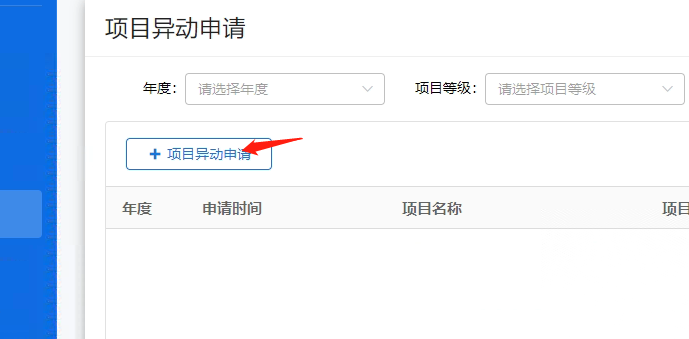 项目异动申请
年度： 请选择年度 项目等级： 请选择项目等级
+ 项目异动申请
年度 申请时间 项目名称 项目